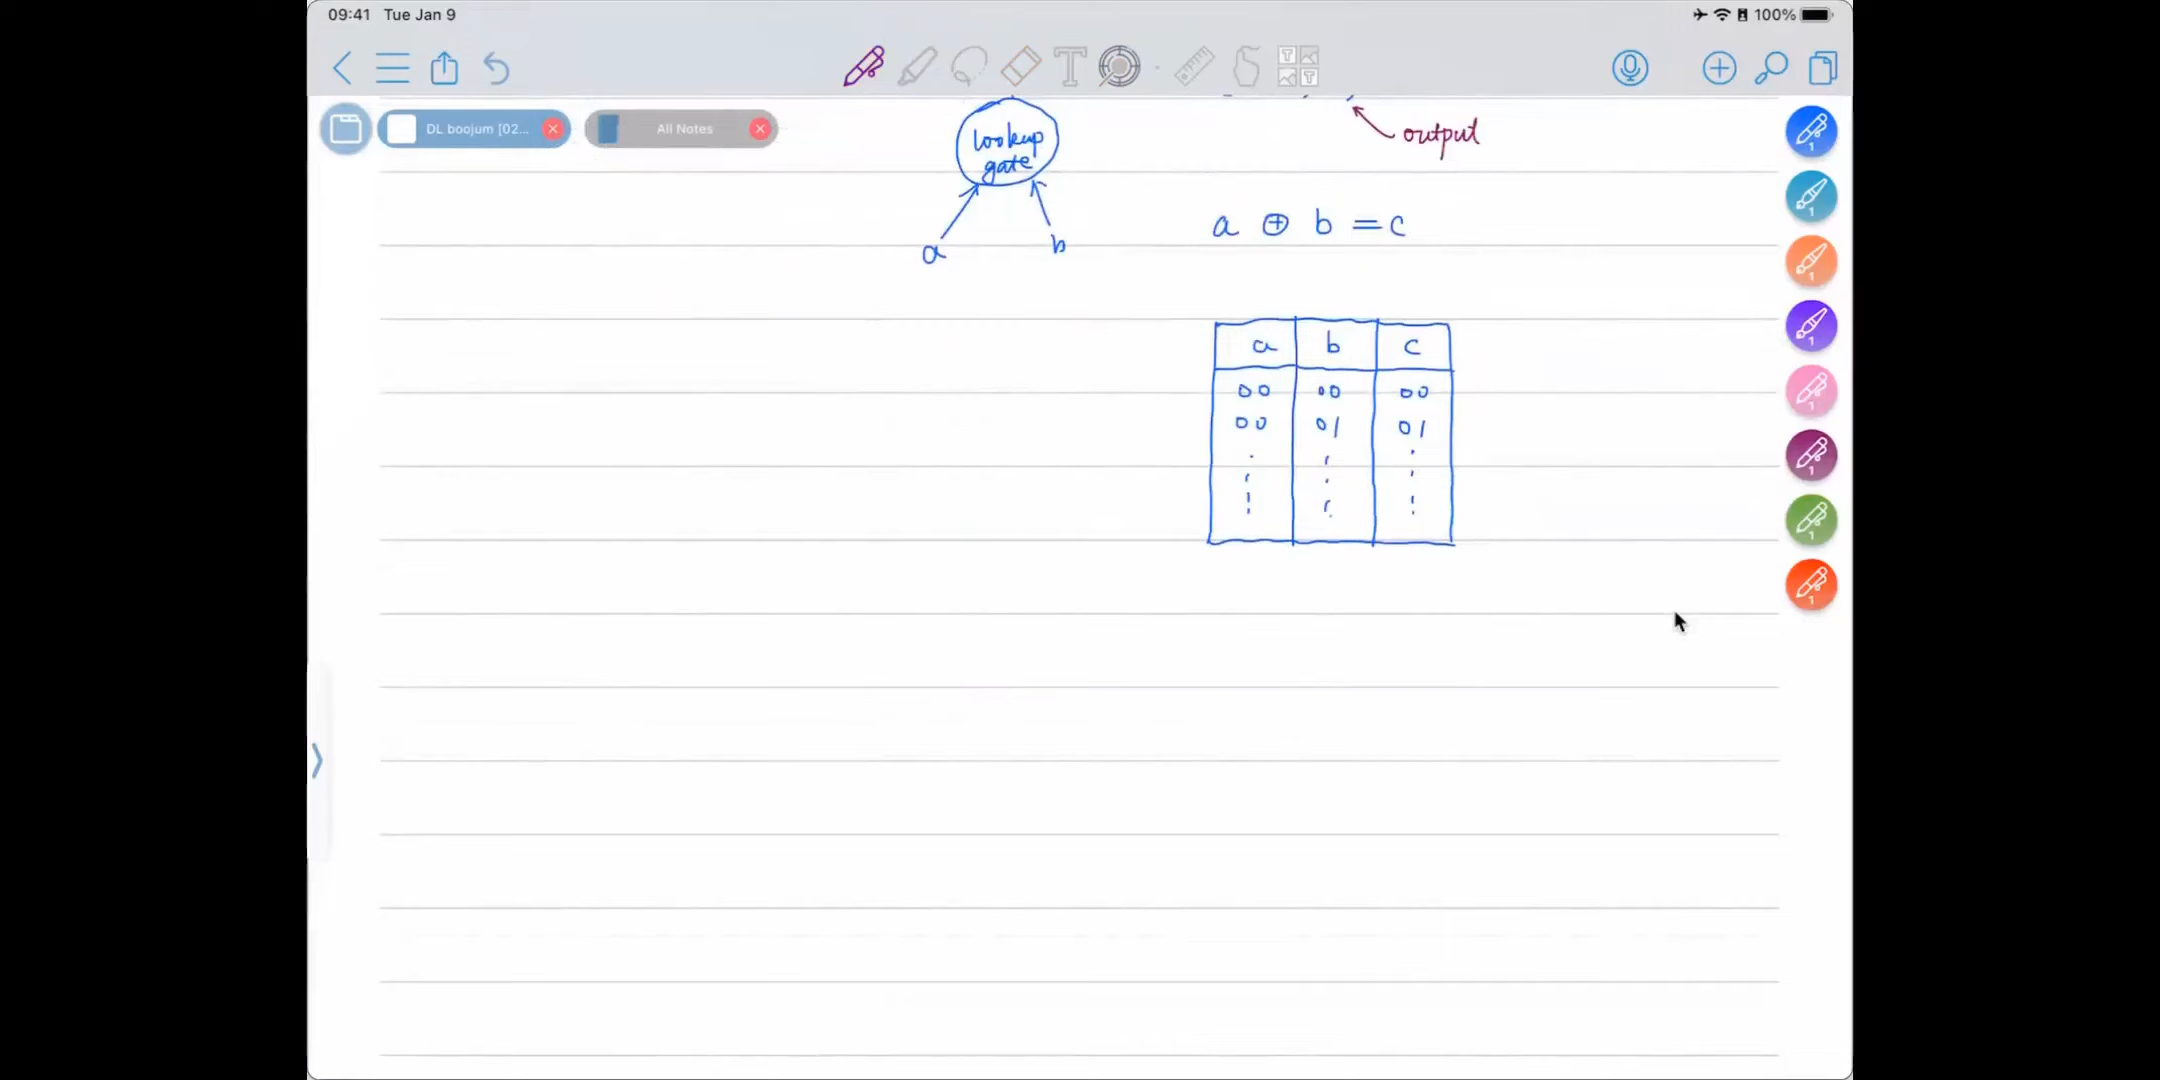 09:41 Tue Jan 9 100%
DL boojum [02... All Notes
lookup
gate
output
a b
a ⊕ b = c
a b c
00 00 00
00 01 01